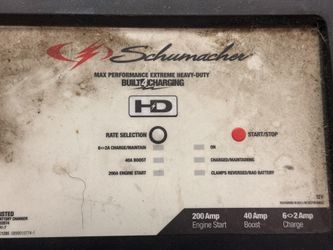 Schumacher
MAX PERFORMANCE EXTREME HEAVY-DUTY
BUILT CHARGING
HD
RATE SELECTION
START/STOP
6<>2A CHARGE/MAINTAIN
ON
40A BOOST
CHARGED/MAINTAINING
200A ENGINE START
CLAMPS REVERSED/BAD BATTERY
12V
200 Amp 40 Amp 6<>2 Amp
Engine Start Boost Charge
LISTED